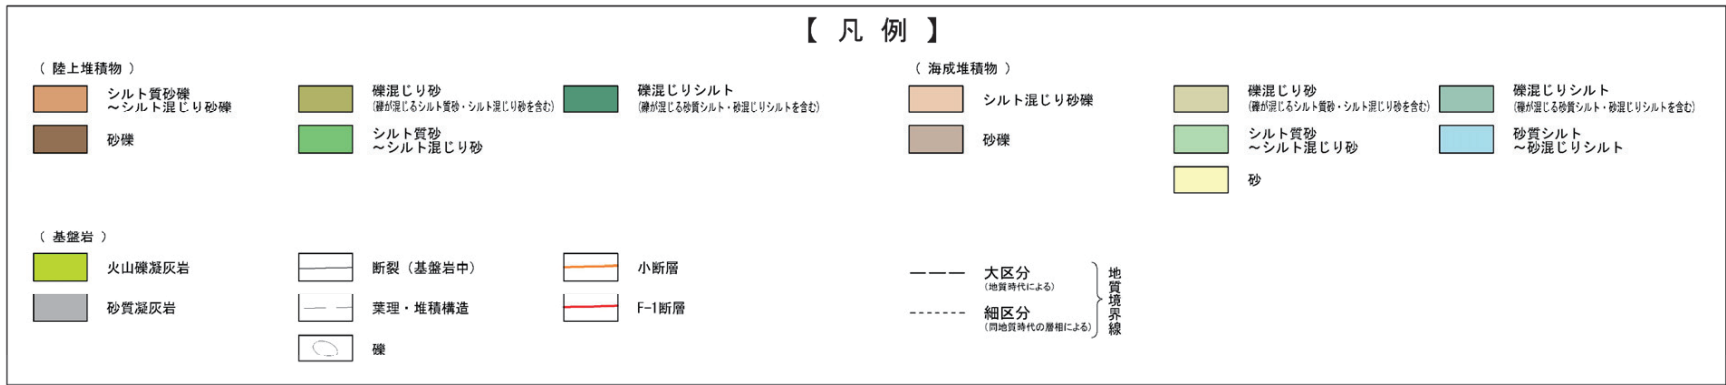 【 凡 例 】
( 陸上堆積物 )
シルト質砂礫
～シルト混じり砂礫
砂礫
礫混じり砂
(礫が混じるシルト質砂・シルト混じり砂を含む)
シルト質砂
～シルト混じり砂
礫混じりシルト
(礫が混じる砂質シルト・砂混じりシルトを含む)
( 海成堆積物 )
シルト混じり砂礫
砂礫
礫混じり砂
(礫が混じるシルト質砂・シルト混じり砂を含む)
シルト質砂
～シルト混じり砂
砂
礫混じりシルト
(礫が混じる砂質シルト・砂混じりシルトを含む)
砂質シルト
～砂混じりシルト
( 基盤岩 )
火山礫凝灰岩
砂質凝灰岩
断裂（基盤岩中）
葉理・堆積構造
礫
小断層
F-1断層
大区分
(地質時代による)
細区分
(同地質時代の層相による)
地質境界線